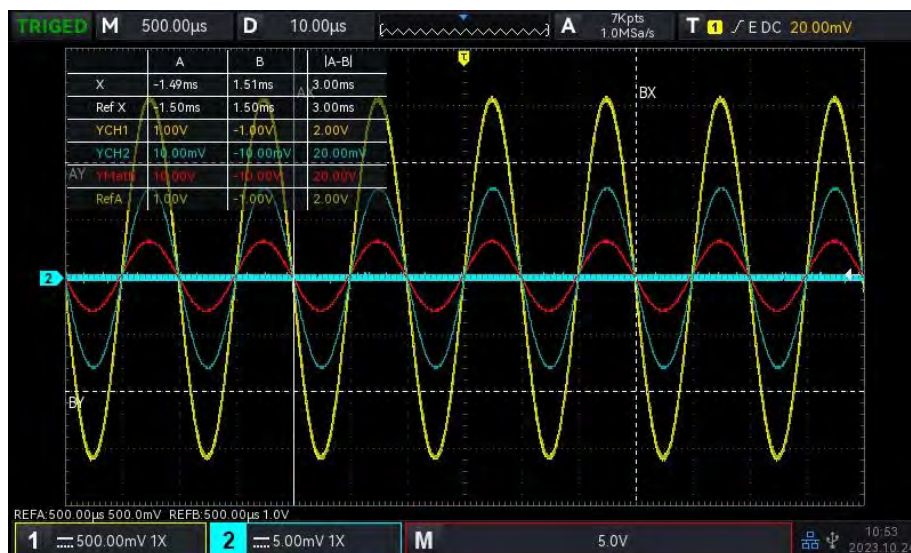 TRIGED M 500.00µs D 10.00µs A 7Kpts 1.0MSa/s T 1 E DC 20.00mV
T
A B |A-B|
X -1.49ms 1.51ms 3.00ms
AX BX
Ref X -1.50ms 1.50ms 3.00ms
YCH1 1.00V -1.00V 2.00V
YCH2 10.00mV -10.00mV 20.00mV
AY YMath 10.00V -10.00V 20.00V
RefA 1.00V -1.00V 2.00V
2
BY
REFA:500.00µs 500.0mV REFB:500.00µs 1.0V
1 500.00mV 1X 2 5.00mV 1X M 5.0V 10:53
2023.10.2